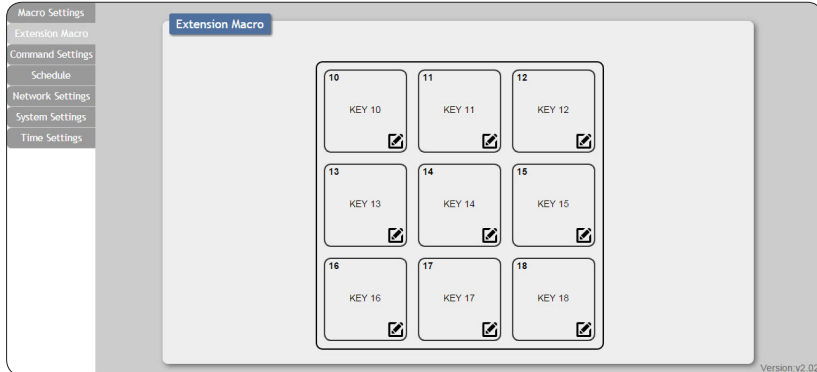 Macro Settings
Extension Macro
Command Settings
Schedule
Network Settings
System Settings
Time Settings
Extension Macro
10
KEY 10
11
KEY 11
12
KEY 12
13
KEY 13
14
KEY 14
15
KEY 15
16
KEY 16
17
KEY 17
18
KEY 18
Version:v2.02